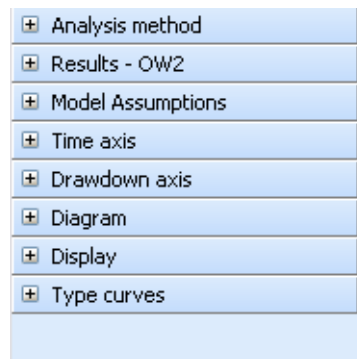 Analysis method
Results - OW2
Model Assumptions
Time axis
Drawdown axis
Diagram
Display
Type curves